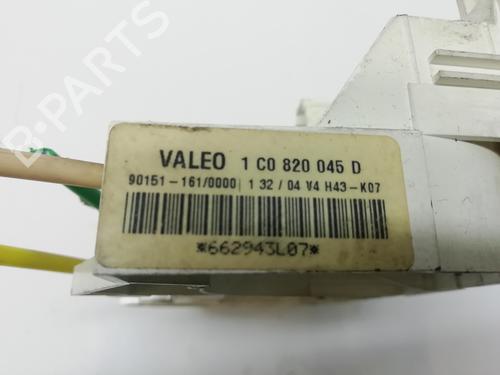 B-PARTS
VALEO 1 C0 820 045 D
90151-161/0000 1 32 / 04 V4 H43-K07
*662943L07*